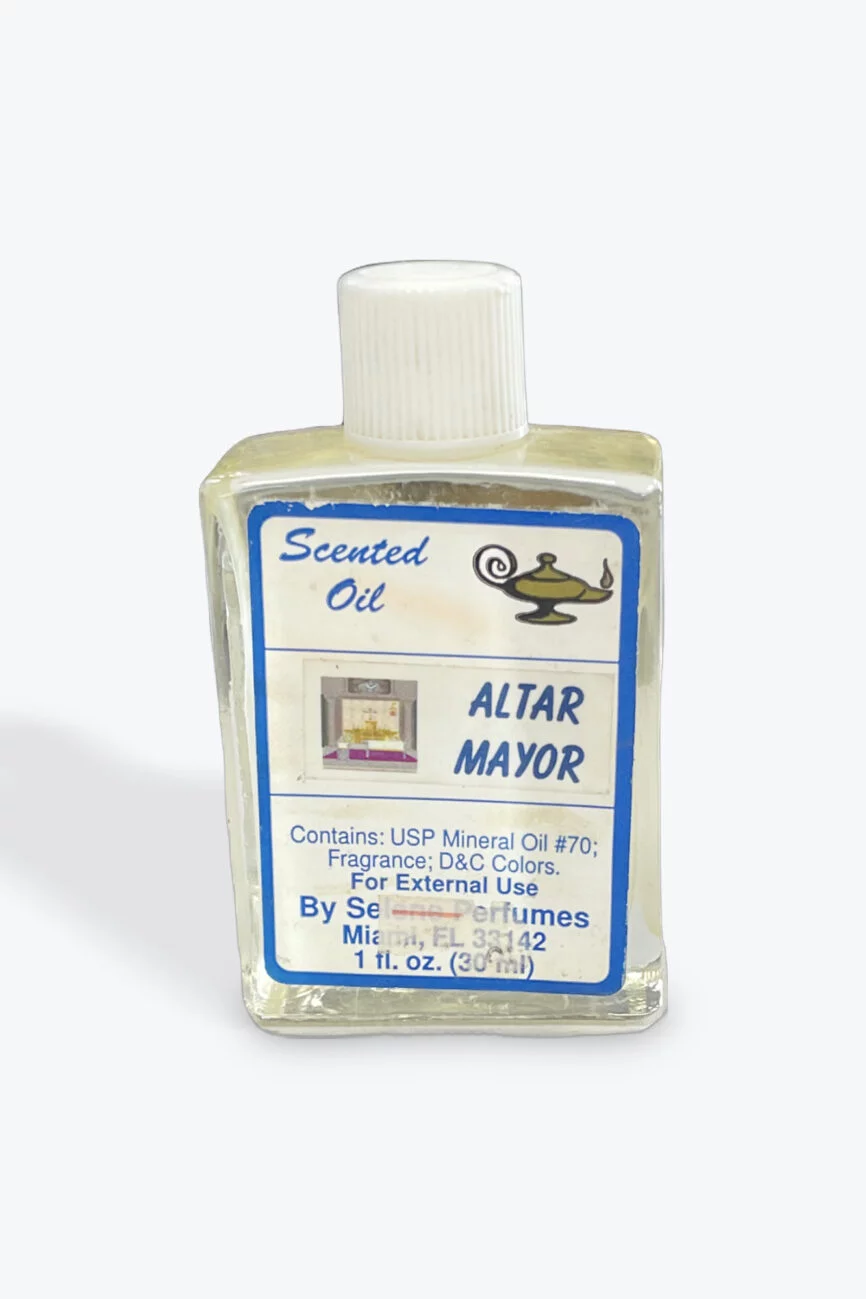 Scented
Oil
ALTAR
MAYOR
Contains: USP Mineral Oil #70;
Fragrance; D&C Colors.
For External Use
By Selene Perfumes
Miami, FL 33142
1 fl. oz. (30 ml)